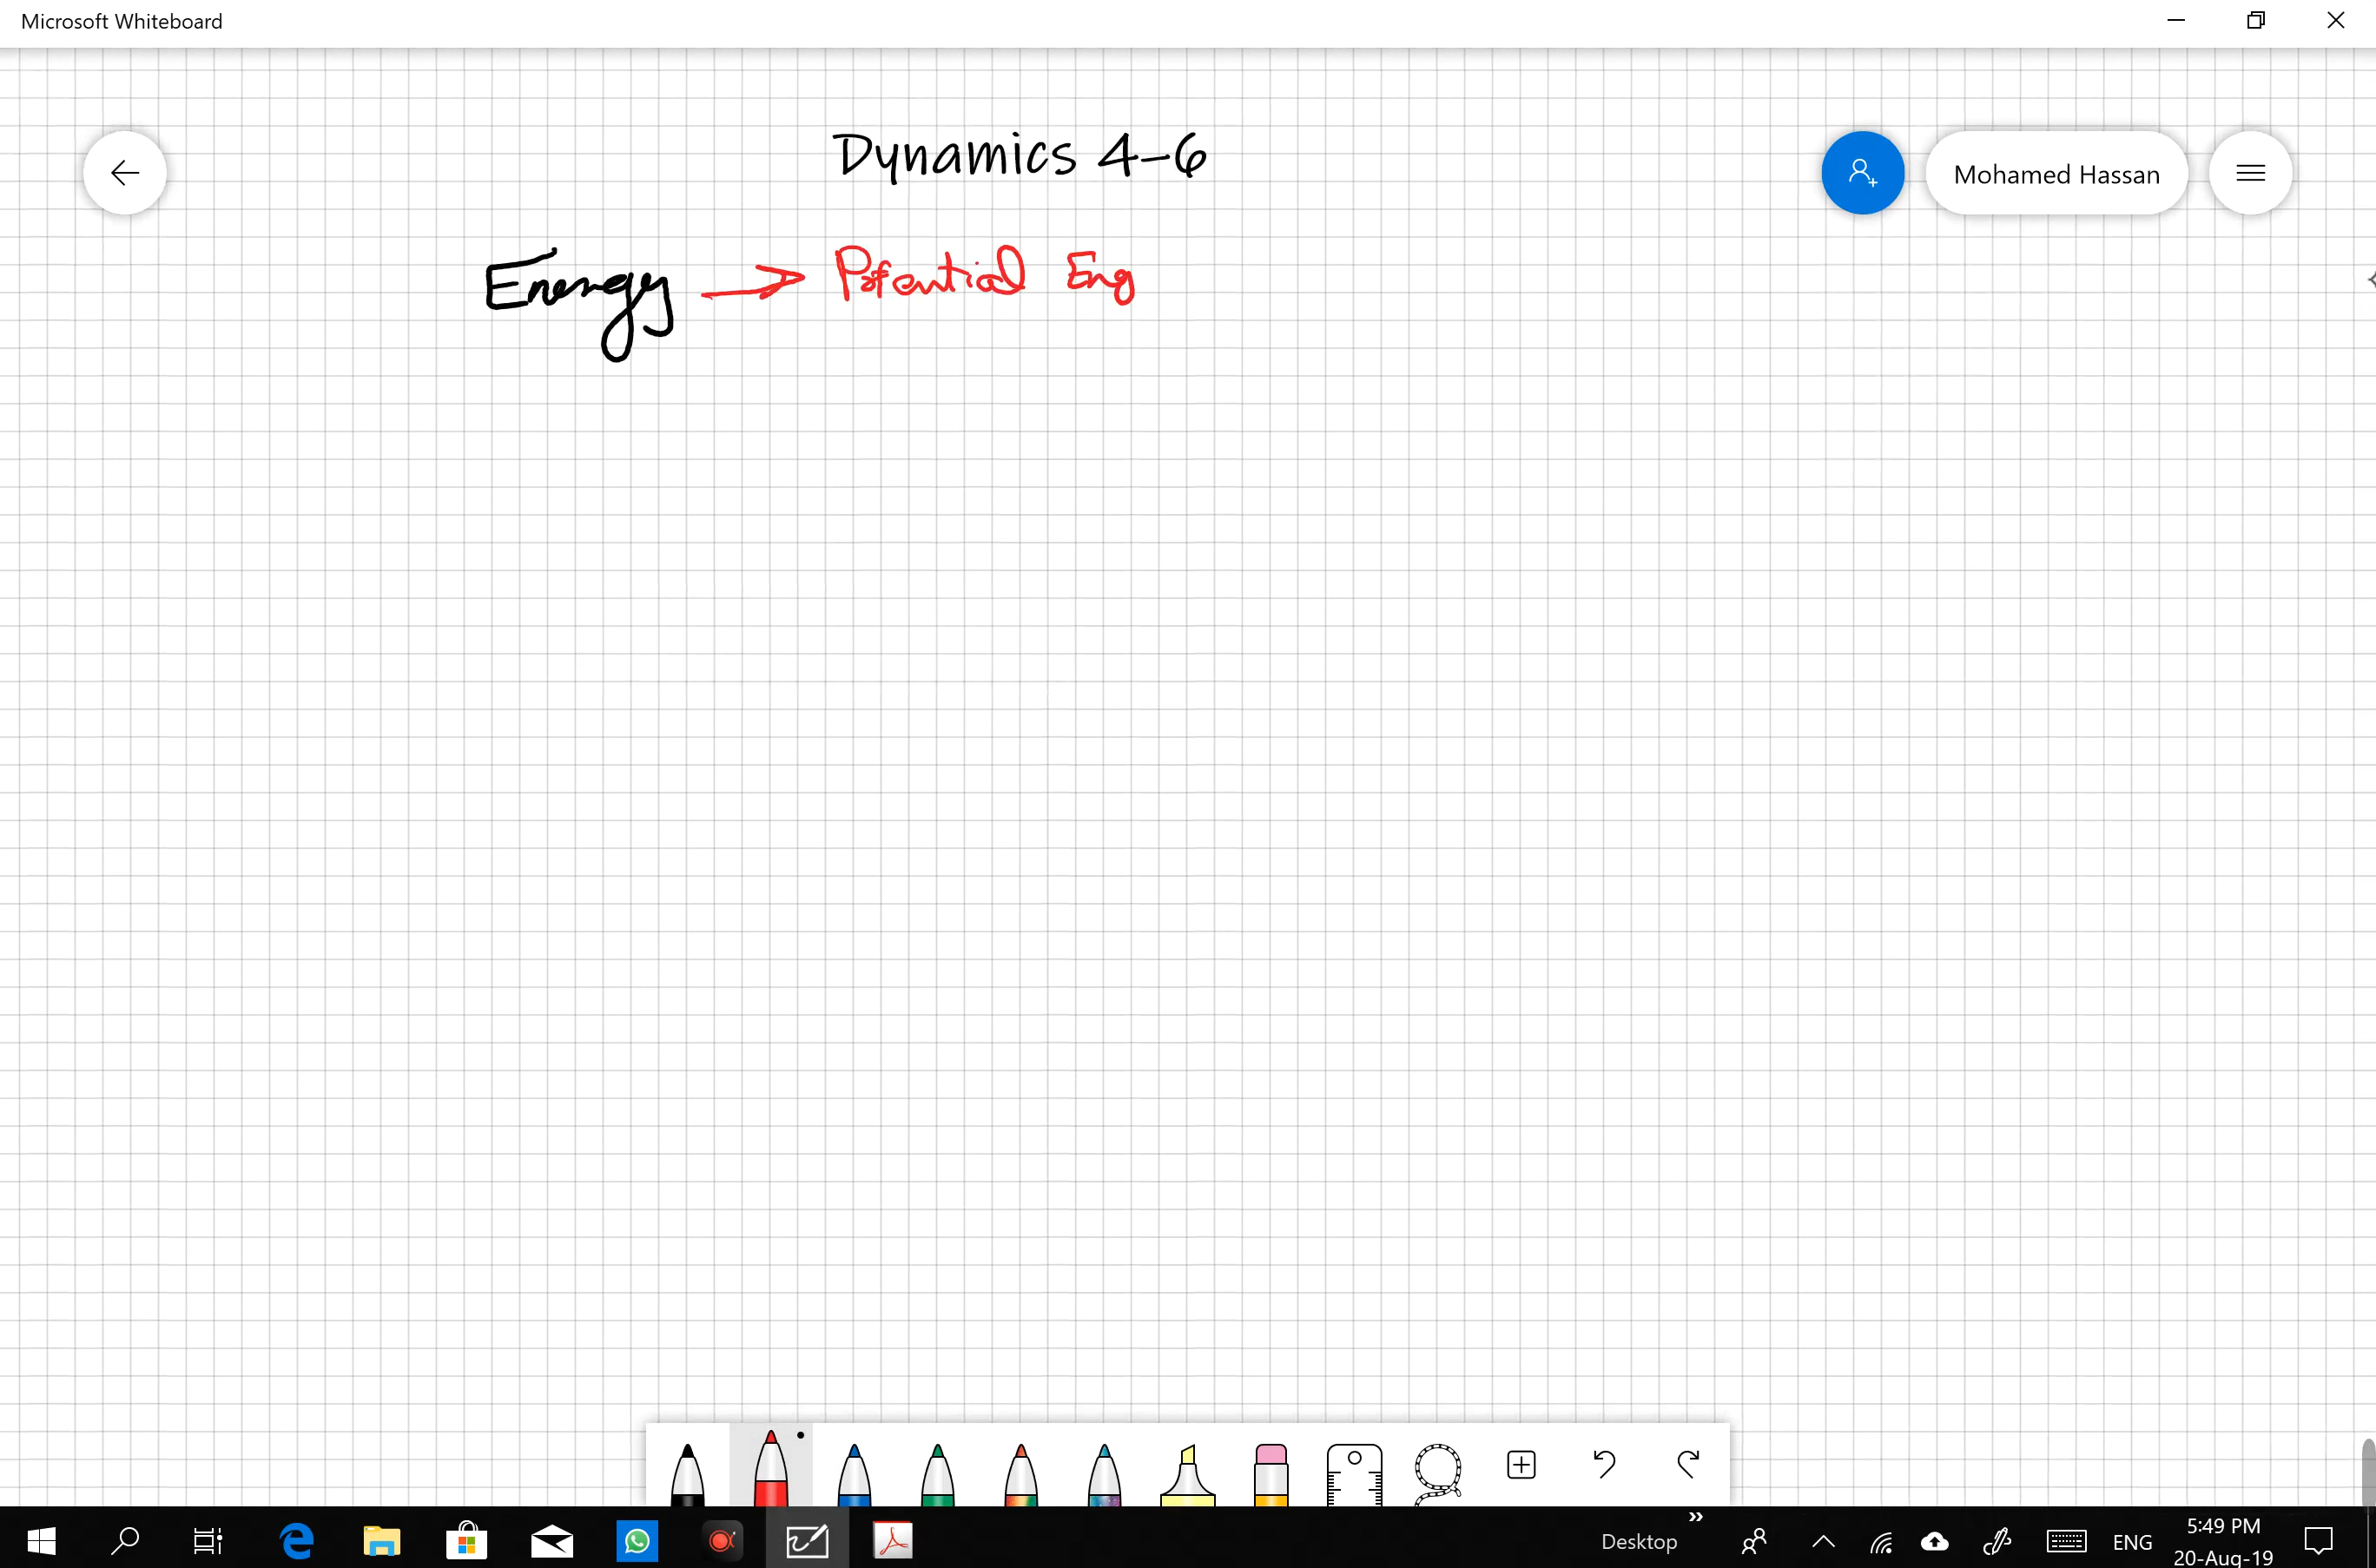 Microsoft Whiteboard
Dynamics 4-6
Mohamed Hassan
Energy → Potential Eng
Desktop
ENG
5:49 PM
20-Aug-19